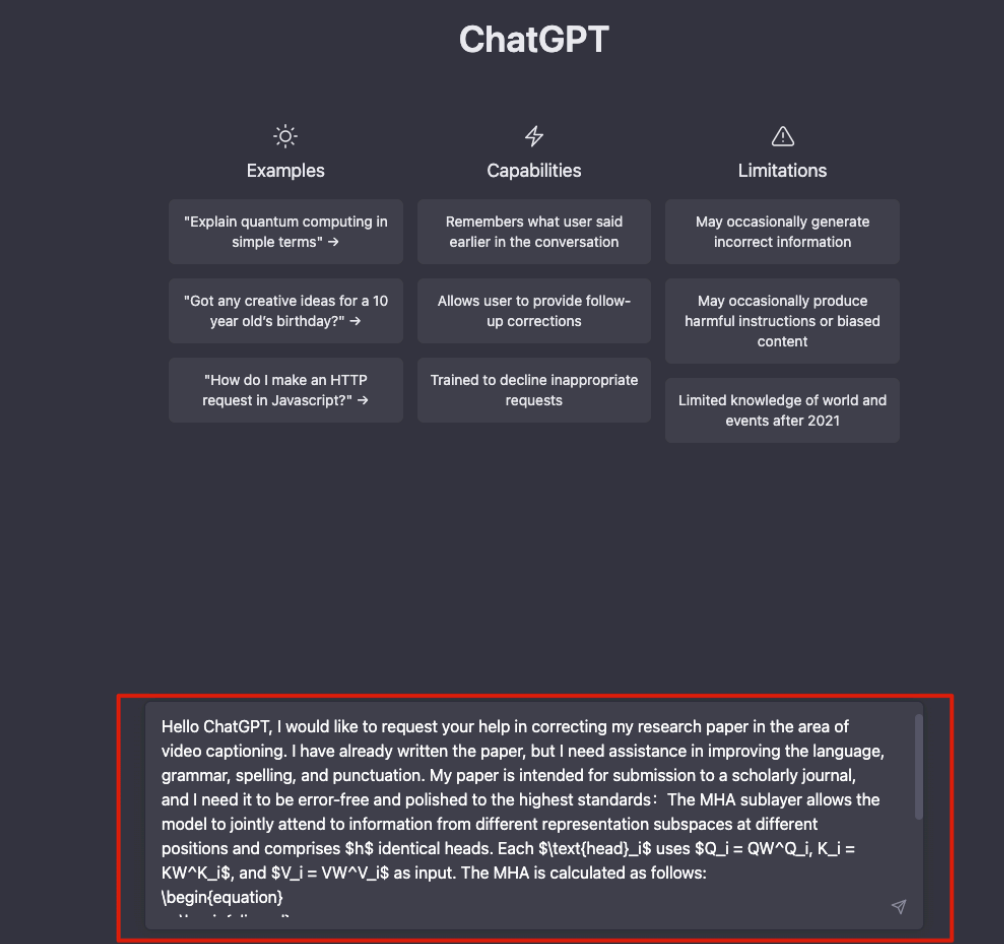 ChatGPT
Examples
"Explain quantum computing in
simple terms" →
"Got any creative ideas for a 10
year old's birthday?" →
"How do I make an HTTP
request in Javascript?" →
Capabilities
Remembers what user said
earlier in the conversation
Allows user to provide follow-
up corrections
Trained to decline inappropriate
requests
Limitations
May occasionally generate
incorrect information
May occasionally produce
harmful instructions or biased
content
Limited knowledge of world and
events after 2021
Hello ChatGPT, I would like to request your help in correcting my research paper in the area of
video captioning. I have already written the paper, but I need assistance in improving the language,
grammar, spelling, and punctuation. My paper is intended for submission to a scholarly journal,
and I need it to be error-free and polished to the highest standards：The MHA sublayer allows the
model to jointly attend to information from different representation subspaces at different
positions and comprises $h$ identical heads. Each $\text{head}_i$ uses $Q_i = QW^Q_i, K_i =
KW^K_i$, and $V_i = VW^V_i$ as input. The MHA is calculated as follows:
\begin{equation}